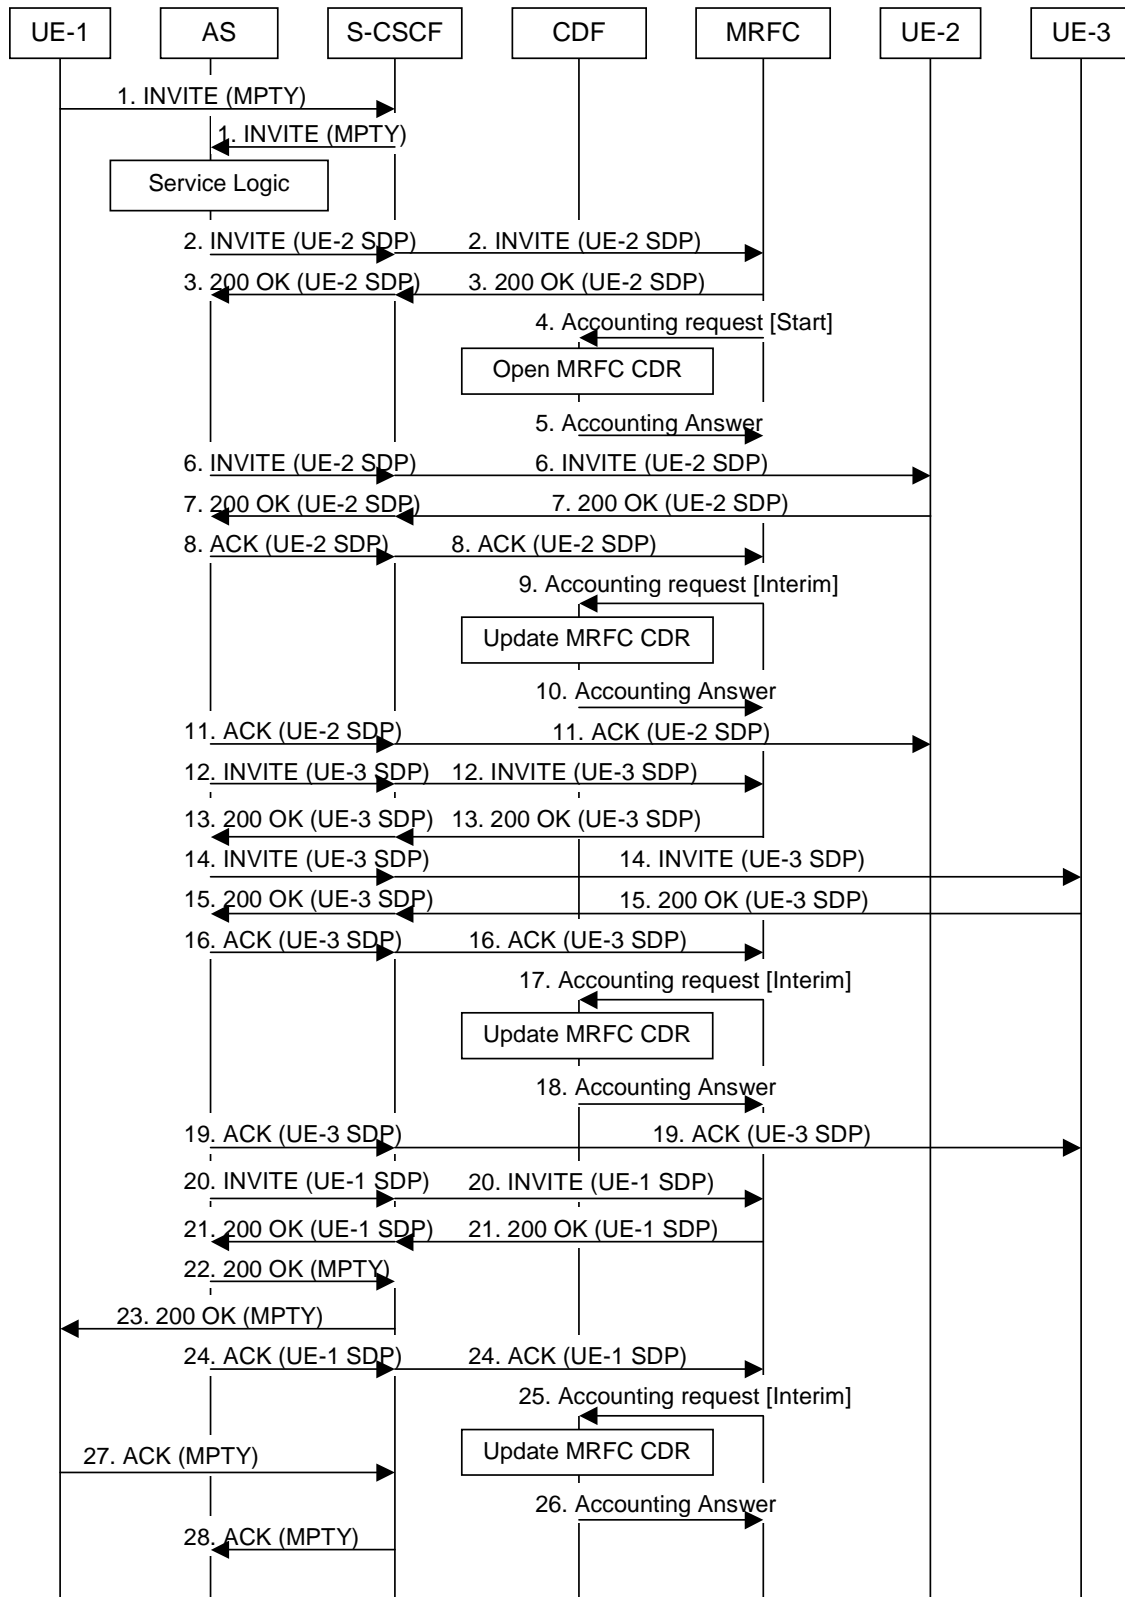 UE-1 AS S-CSCF CDF MRFC UE-2 UE-3
1. INVITE (MPTY)
1. INVITE (MPTY)
Service Logic
2. INVITE (UE-2 SDP) 2. INVITE (UE-2 SDP)
3. 200 OK (UE-2 SDP) 3. 200 OK (UE-2 SDP)
4. Accounting request [Start]
Open MRFC CDR
5. Accounting Answer
6. INVITE (UE-2 SDP) 6. INVITE (UE-2 SDP)
7. 200 OK (UE-2 SDP) 7. 200 OK (UE-2 SDP)
8. ACK (UE-2 SDP) 8. ACK (UE-2 SDP)
9. Accounting request [Interim]
Update MRFC CDR
10. Accounting Answer
11. ACK (UE-2 SDP) 11. ACK (UE-2 SDP)
12. INVITE (UE-3 SDP) 12. INVITE (UE-3 SDP)
13. 200 OK (UE-3 SDP) 13. 200 OK (UE-3 SDP)
14. INVITE (UE-3 SDP) 14. INVITE (UE-3 SDP)
15. 200 OK (UE-3 SDP) 15. 200 OK (UE-3 SDP)
16. ACK (UE-3 SDP) 16. ACK (UE-3 SDP)
17. Accounting request [Interim]
Update MRFC CDR
18. Accounting Answer
19. ACK (UE-3 SDP) 19. ACK (UE-3 SDP)
20. INVITE (UE-1 SDP) 20. INVITE (UE-1 SDP)
21. 200 OK (UE-1 SDP) 21. 200 OK (UE-1 SDP)
22. 200 OK (MPTY)
23. 200 OK (MPTY)
24. ACK (UE-1 SDP) 24. ACK (UE-1 SDP)
25. Accounting request [Interim]
Update MRFC CDR
27. ACK (MPTY)
26. Accounting Answer
28. ACK (MPTY)